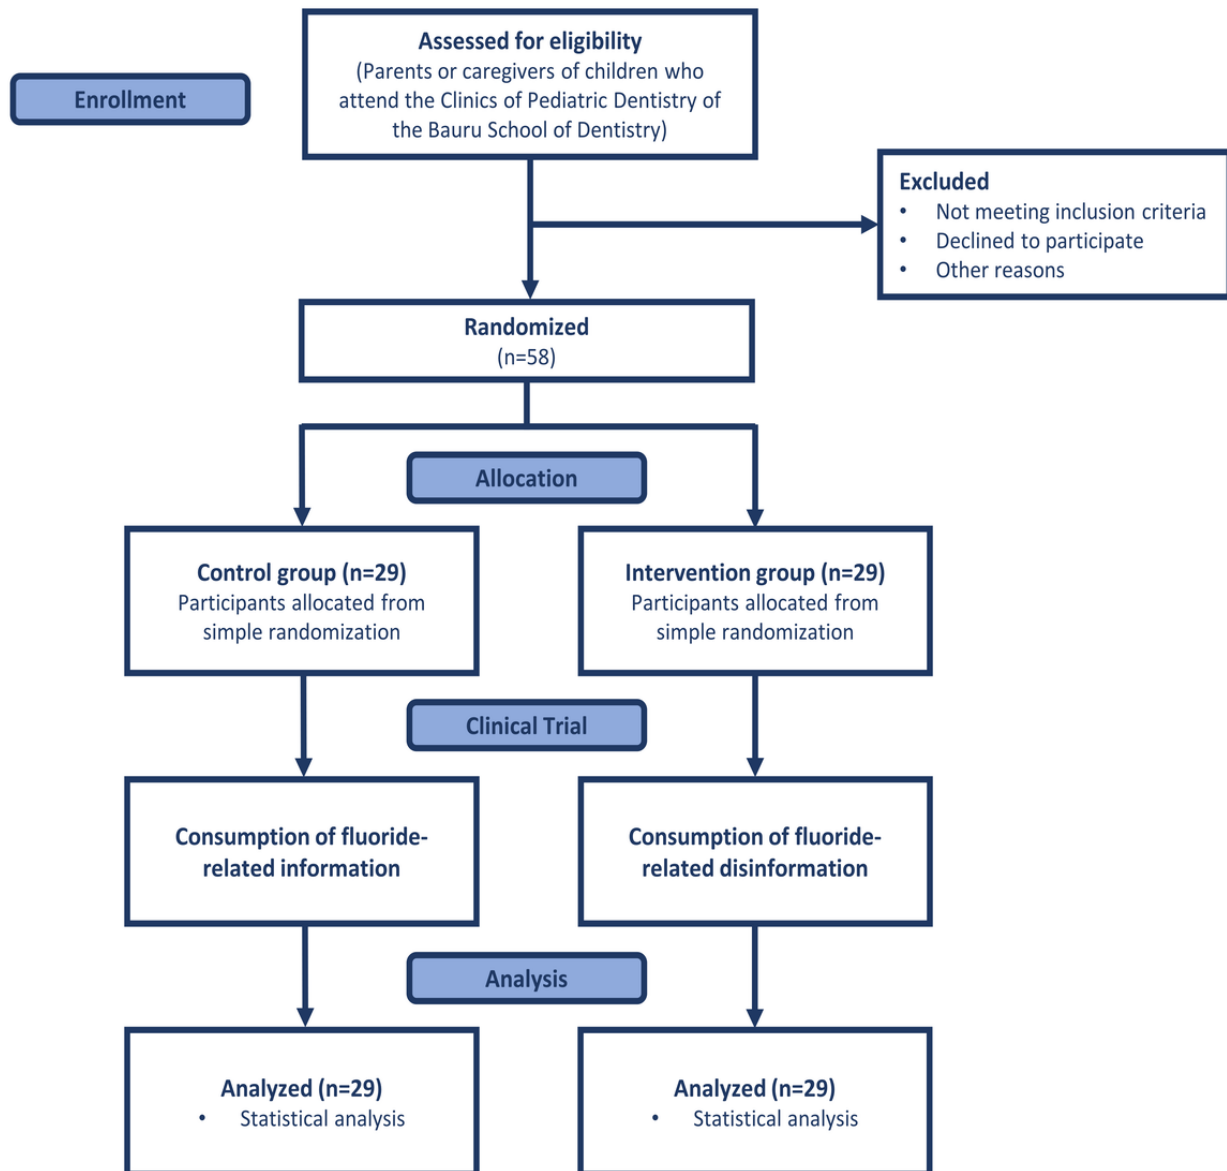 Assessed for eligibility
(Parents or caregivers of children who
attend the Clinics of Pediatric Dentistry of
the Bauru School of Dentistry)
Enrollment
Excluded
• Not meeting inclusion criteria
• Declined to participate
• Other reasons
Randomized
(n=58)
Allocation
Control group (n=29)
Participants allocated from
simple randomization
Intervention group (n=29)
Participants allocated from
simple randomization
Clinical Trial
Consumption of fluoride-
related information
Consumption of fluoride-
related disinformation
Analysis
Analyzed (n=29)
• Statistical analysis
Analyzed (n=29)
• Statistical analysis